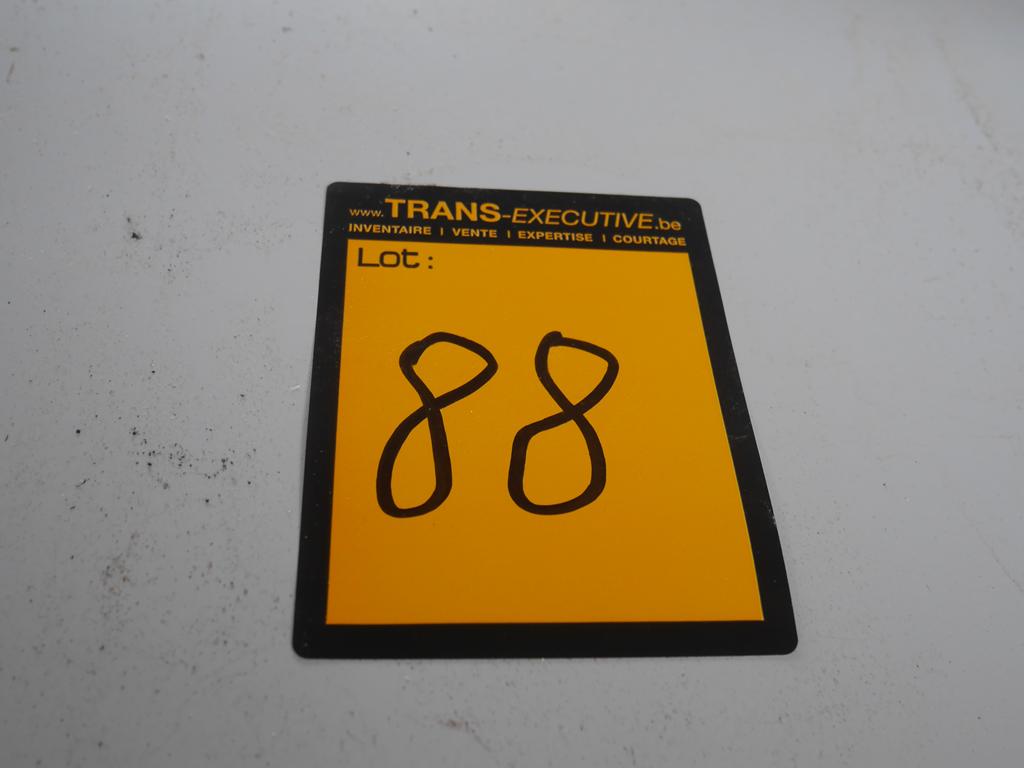 www.TRANS-EXECUTIVE.be
INVENTAIRE | VENTE | EXPERTISE | COURTAGE
Lot:
88